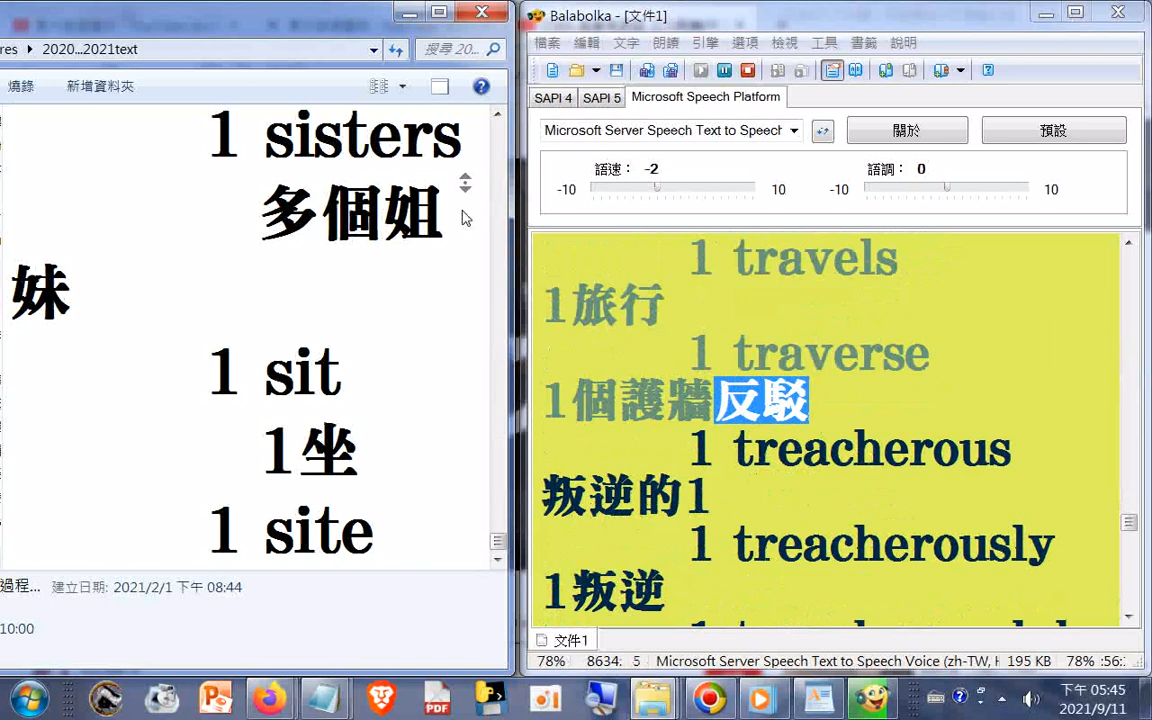 res ▸ 2020...2021text
搜尋 20...
燒錄 新增資料夾
1 sisters
多個姐
妹
1 sit
1坐
1 site
過程... 建立日期: 2021/2/1 下午 08:44
10:00
Balabolka - [文件1]
檔案 編輯 文字 朗讀 引擎 選項 檢視 工具 書籤 說明
SAPI 4 SAPI 5 Microsoft Speech Platform
Microsoft Server Speech Text to Speech 關於 預設
語速： -2 語調： 0
-10 10 -10 10
1 travels
1旅行
1 traverse
1個護牆反駁
1 treacherous
叛逆的1
1 treacherously
1叛逆
文件1
78% 8634: 5 Microsoft Server Speech Text to Speech Voice (zh-TW, H 195 KB 78% :56:
PDF
下午 05:45
2021/9/11